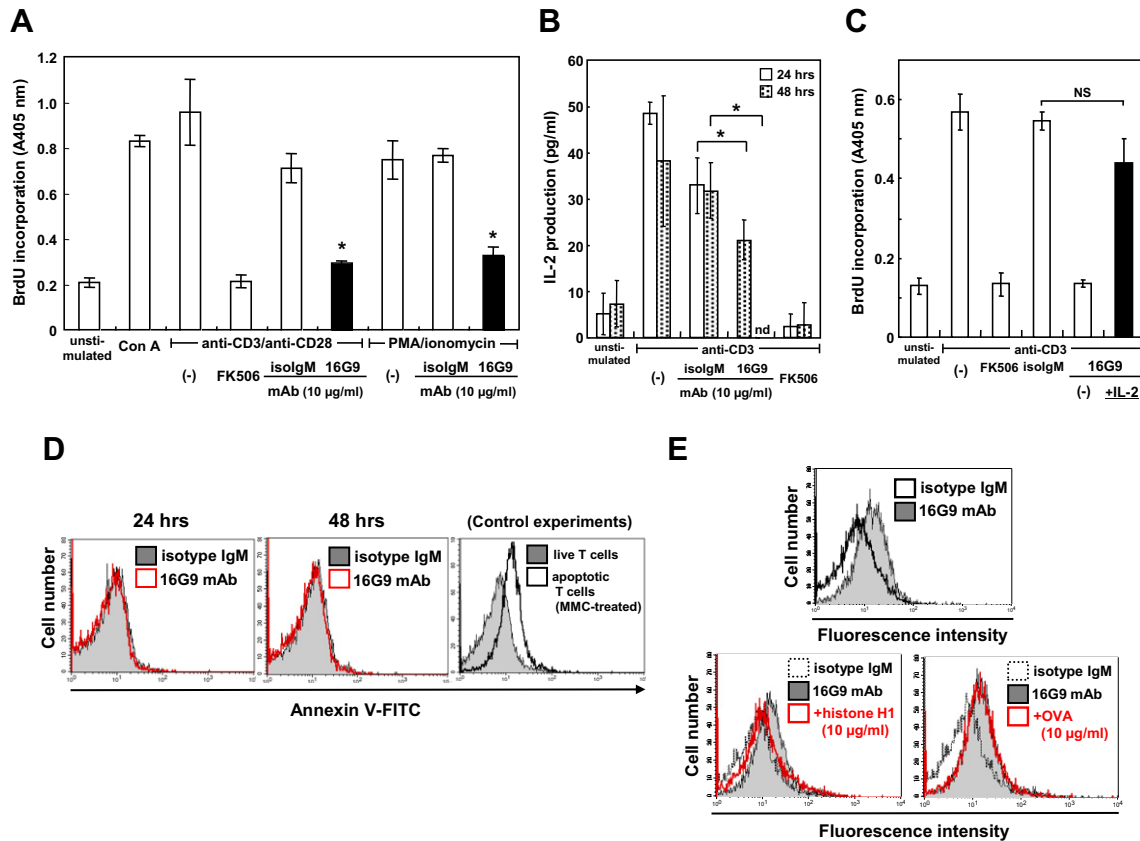 A
BrdU incorporation (A405 nm)
1.2
1.0
0.8
0.6
0.4
0.2
0
*
*
unsti-
mulated
Con A
anti-CD3/anti-CD28
PMA/ionomycin
(-)
FK506
isoIgM 16G9
mAb (10 μg/ml)
(-)
isoIgM 16G9
mAb (10 μg/ml)
B
IL-2 production (pg/ml)
60
50
40
30
20
10
0
24 hrs
48 hrs
*
*
nd
unsti-
mulated
anti-CD3
(-)
isoIgM 16G9
mAb (10 μg/ml)
FK506
C
BrdU incorporation (A405 nm)
0.6
0.4
0.2
0
NS
unsti-
mulated
anti-CD3
(-)
FK506
isoIgM
16G9
(-)
+IL-2
D
24 hrs
48 hrs
(Control experiments)
Cell number
isotype IgM
16G9 mAb
isotype IgM
16G9 mAb
live T cells
apoptotic
T cells
(MMC-treated)
Annexin V-FITC
E
Cell number
isotype IgM
16G9 mAb
Fluorescence intensity
Cell number
isotype IgM
16G9 mAb
+histone H1
(10 μg/ml)
isotype IgM
16G9 mAb
+OVA
(10 μg/ml)
Fluorescence intensity